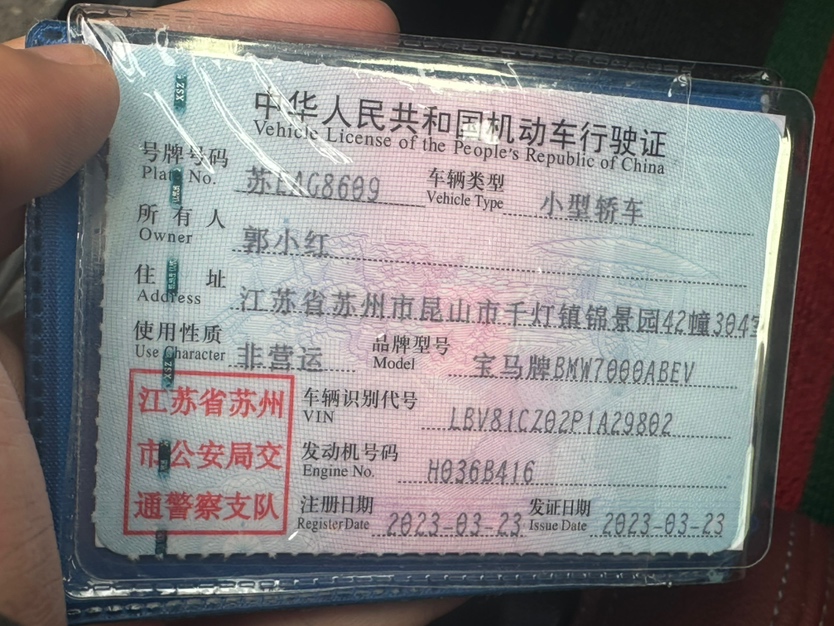 中华人民共和国机动车行驶证
Vehicle License of the People's Republic of China
号牌号码 苏EAG8609 车辆类型 小型轿车
Plate No. Vehicle Type
所有人 郭小红
Owner
住址 江苏省苏州市昆山市千灯镇锦景园42幢304室
Address
使用性质 非营运 品牌型号 宝马牌BMW7000ABEV
Use Character Model
江苏省苏州
市公安局交
通警察支队
车辆识别代号 LBV81CZ02P1A29802
VIN
发动机号码 H036B416
Engine No.
注册日期 2023-03-23 发证日期 2023-03-23
Register Date Issue Date